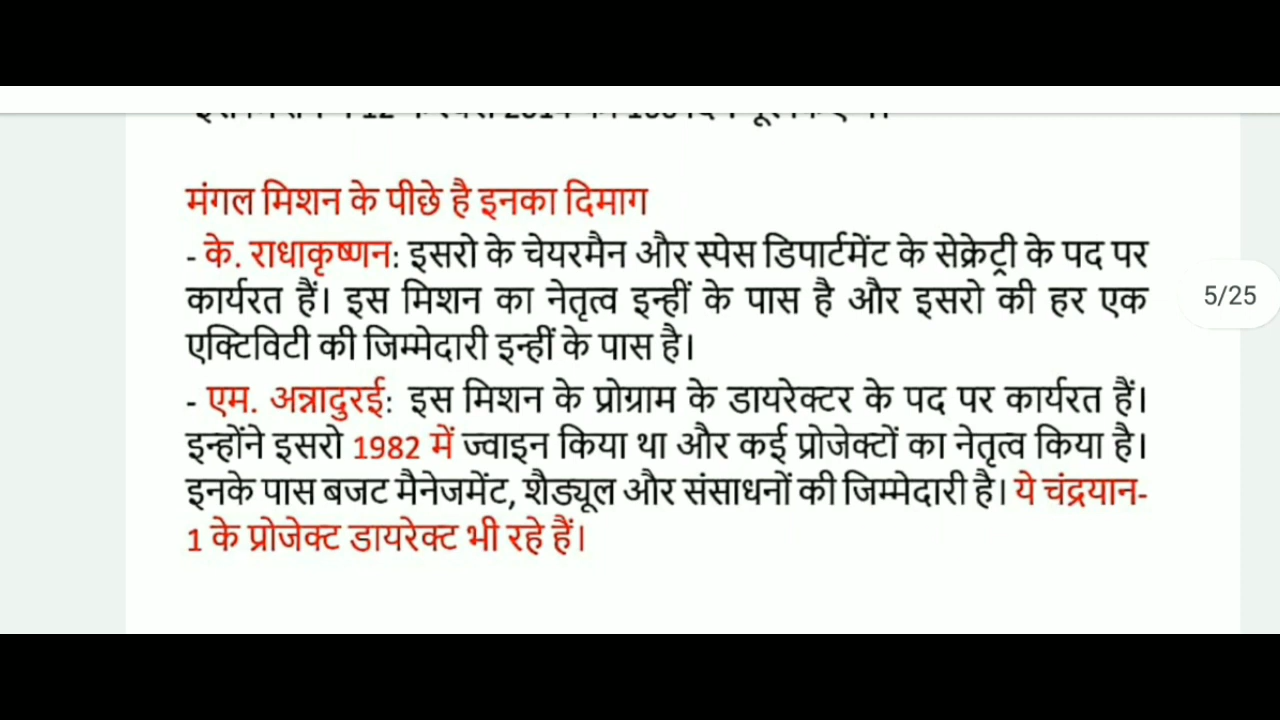 मंगल मिशन के पीछे है इनका दिमाग
- के. राधाकृष्णन: इसरो के चेयरमैन और स्पेस डिपार्टमेंट के सेक्रेट्री के पद पर
कार्यरत हैं। इस मिशन का नेतृत्व इन्हीं के पास है और इसरो की हर एक
एक्टिविटी की जिम्मेदारी इन्हीं के पास है।
5/25
- एम. अन्नादुरई: इस मिशन के प्रोग्राम के डायरेक्टर के पद पर कार्यरत हैं।
इन्होंने इसरो 1982 में ज्वाइन किया था और कई प्रोजेक्टों का नेतृत्व किया है।
इनके पास बजट मैनेजमेंट, शैड्यूल और संसाधनों की जिम्मेदारी है। ये चंद्रयान-
1 के प्रोजेक्ट डायरेक्ट भी रहे हैं।